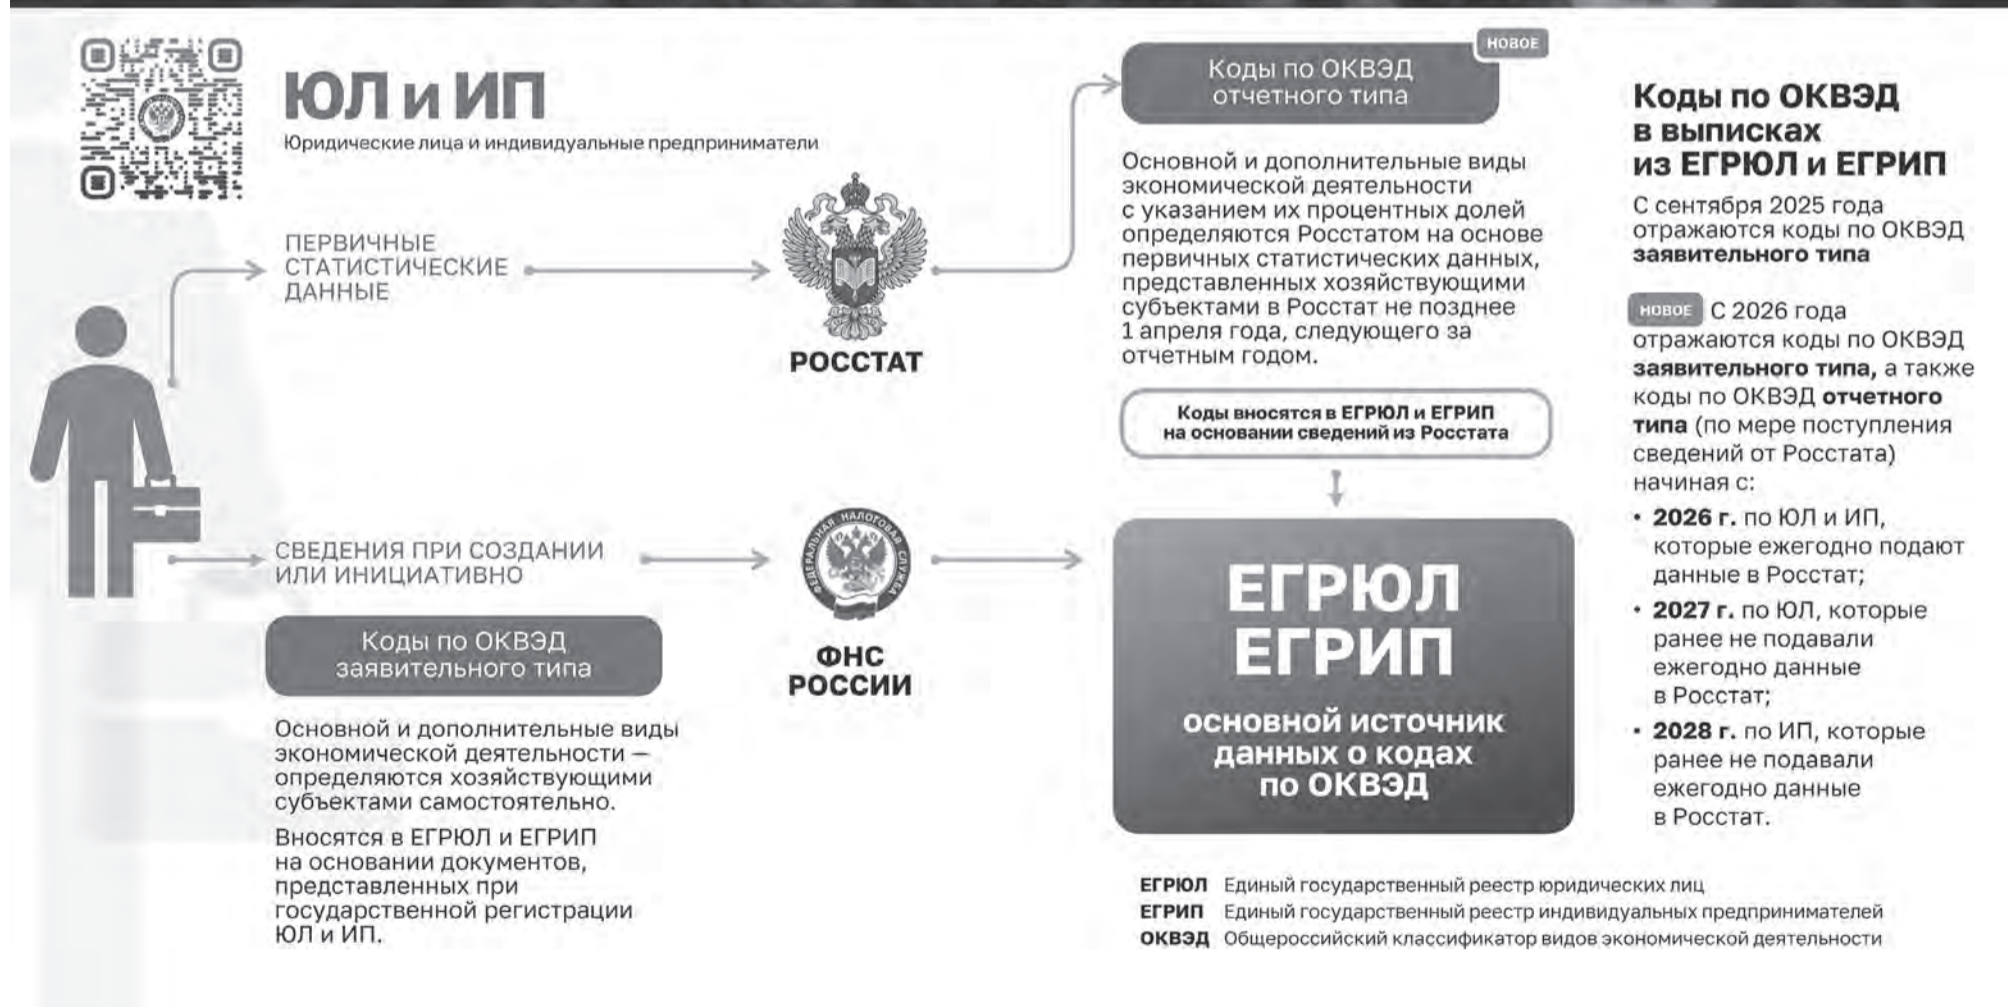 ЮЛ и ИП
Юридические лица и индивидуальные предприниматели
ПЕРВИЧНЫЕ
СТАТИСТИЧЕСКИЕ
ДАННЫЕ
РОССТАТ
НОВОЕ
Коды по ОКВЭД
отчетного типа
Основной и дополнительные виды
экономической деятельности
с указанием их процентных долей
определяются Росстатом на основе
первичных статистических данных,
представленных хозяйствующими
субъектами в Росстат не позднее
1 апреля года, следующего за
отчетным годом.
Коды вносятся в ЕГРЮЛ и ЕГРИП
на основании сведений из Росстата
СВЕДЕНИЯ ПРИ СОЗДАНИИ
ИЛИ ИНИЦИАТИВНО
Коды по ОКВЭД
заявительного типа
Основной и дополнительные виды
экономической деятельности —
определяются хозяйствующими
субъектами самостоятельно.
Вносятся в ЕГРЮЛ и ЕГРИП
на основании документов,
представленных при
государственной регистрации
ЮЛ и ИП.
ФЕДЕРАЛЬНАЯ НАЛОГОВАЯ СЛУЖБА
ФНС
РОССИИ
ЕГРЮЛ
ЕГРИП
основной источник
данных о кодах
по ОКВЭД
Коды по ОКВЭД
в выписках
из ЕГРЮЛ и ЕГРИП
С сентября 2025 года
отражаются коды по ОКВЭД
заявительного типа
НОВОЕ С 2026 года
отражаются коды по ОКВЭД
заявительного типа, а также
коды по ОКВЭД отчетного
типа (по мере поступления
сведений от Росстата)
начиная с:
• 2026 г. по ЮЛ и ИП,
которые ежегодно подают
данные в Росстат;
• 2027 г. по ЮЛ, которые
ранее не подавали
ежегодно данные
в Росстат;
• 2028 г. по ИП, которые
ранее не подавали
ежегодно данные
в Росстат.
ЕГРЮЛ Единый государственный реестр юридических лиц
ЕГРИП Единый государственный реестр индивидуальных предпринимателей
ОКВЭД Общероссийский классификатор видов экономической деятельности